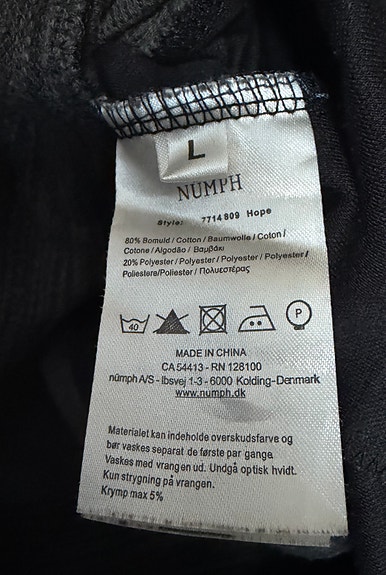 L
NÜMPH
Style: 7714809 Hope
80% Bomuld / Cotton / Baumwolle / Coton /
Cotone / Algodão / Βαμβάκι
20% Polyester / Polyester / Polyester / Polyester /
Poliestere/Poliester / Πολυεστέρας
40
P
MADE IN CHINA
CA 54413 - RN 128100
nümph A/S - Ibsvej 1-3 - 6000 Kolding-Denmark
www.numph.dk
Materialet kan indeholde overskudsfarve og
bør vaskes separat de første par gange.
Vaskes med vrangen ud. Undgå optisk hvidt.
Kun strygning på vrangen.
Krymp max 5%